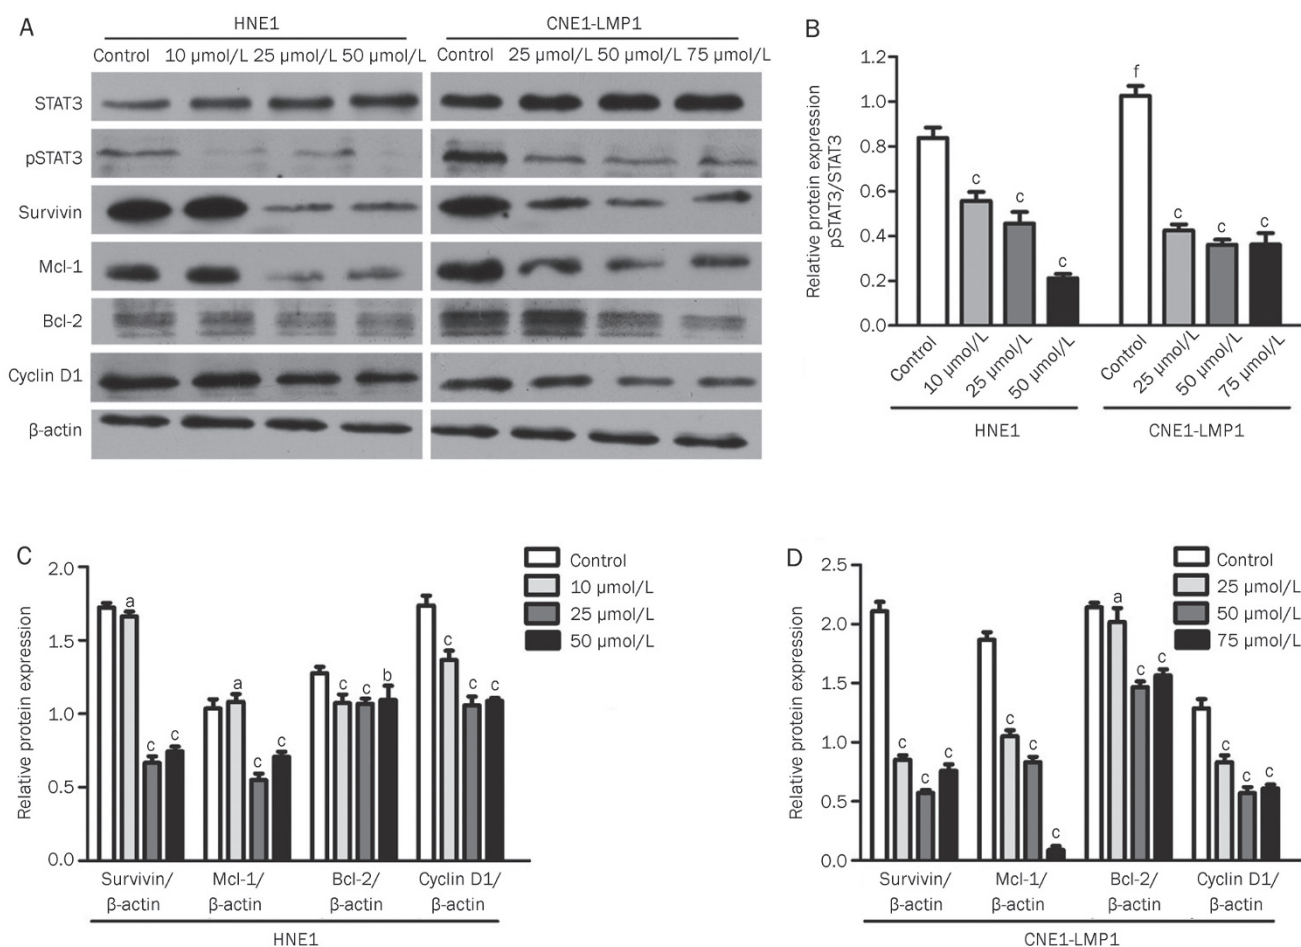 A
HNE1
CNE1-LMP1
Control 10 µmol/L 25 µmol/L 50 µmol/L
Control 25 µmol/L 50 µmol/L 75 µmol/L
STAT3
pSTAT3
Survivin
Mcl-1
Bcl-2
Cyclin D1
β-actin
B
Relative protein expression
pSTAT3/STAT3
1.2
1.0
0.8
0.6
0.4
0.2
0.0
c
c
c
f
c
c
c
Control
10 µmol/L
25 µmol/L
50 µmol/L
Control
25 µmol/L
50 µmol/L
75 µmol/L
HNE1
CNE1-LMP1
C
Relative protein expression
2.0
1.5
1.0
0.5
0.0
Control
10 µmol/L
25 µmol/L
50 µmol/L
a
c
c
a
c
c
c
c
b
c
c
c
Survivin/
β-actin
Mcl-1/
β-actin
Bcl-2/
β-actin
Cyclin D1/
β-actin
HNE1
D
Relative protein expression
2.5
2.0
1.5
1.0
0.5
0.0
Control
25 µmol/L
50 µmol/L
75 µmol/L
c
c
c
c
c
c
a
c
c
c
c
c
Survivin/
β-actin
Mcl-1/
β-actin
Bcl-2/
β-actin
Cyclin D1/
β-actin
CNE1-LMP1